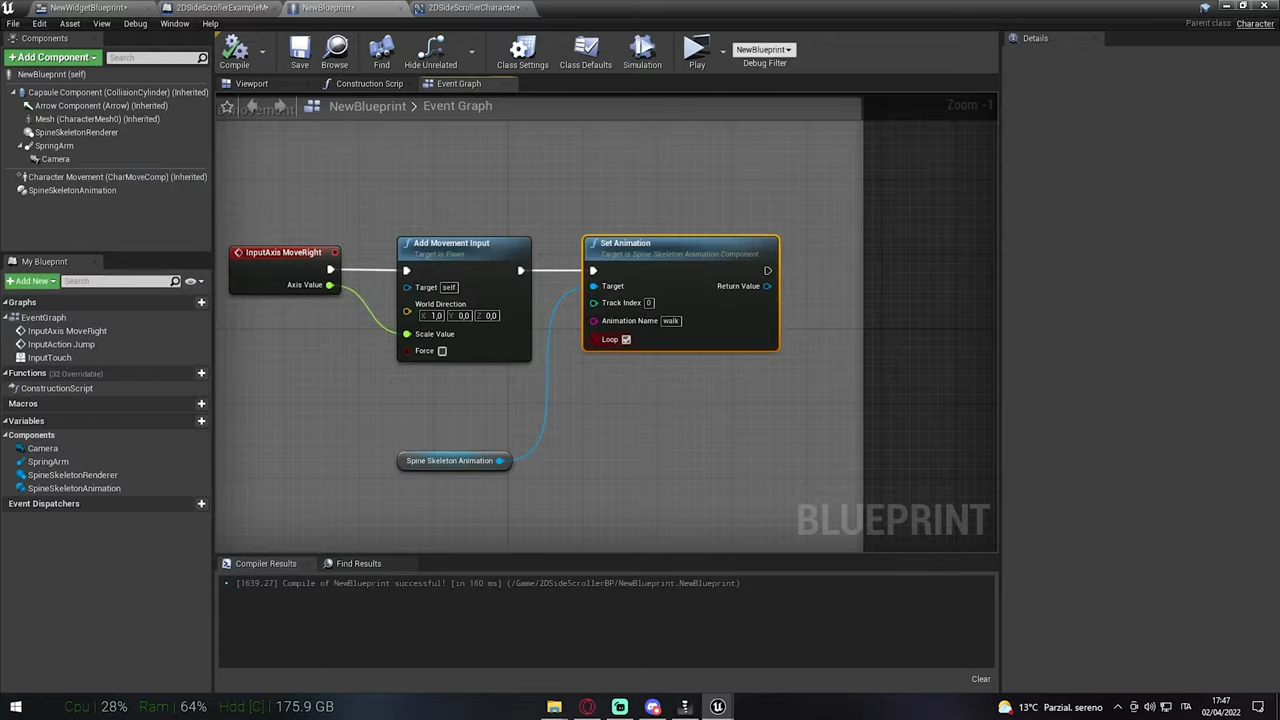 NewWidgetBlueprint*
2DSideScrollerExampleM
NewBlueprint*
2DSideScrollerCharacter*
File Edit Asset View Debug Window Help
Parent class: Character
Components
+Add Component
Search
NewBlueprint (self)
Capsule Component (CollisionCylinder) (Inherited)
Arrow Component (Arrow) (Inherited)
Mesh (CharacterMesh0) (Inherited)
SpineSkeletonRenderer
SpringArm
Camera
Character Movement (CharMoveComp) (Inherited)
SpineSkeletonAnimation
My Blueprint
+Add New
Search
Graphs
EventGraph
InputAxis MoveRight
InputAction Jump
InputTouch
Functions (32 Overridable)
ConstructionScript
Macros
Variables
Components
Camera
SpringArm
SpineSkeletonRenderer
SpineSkeletonAnimation
Event Dispatchers
Compile
Save
Browse
Find
Hide Unrelated
Class Settings
Class Defaults
Simulation
Play
NewBlueprint
Debug Filter
Viewport
Construction Scrip
Event Graph
NewBlueprint > Event Graph
Zoom -1
InputAxis MoveRight
Axis Value
Add Movement Input
Target is Pawn
Target self
World Direction
X 1,0 Y 0,0 Z 0,0
Scale Value
Force
Set Animation
Target is Spine Skeleton Animation Component
Target
Return Value
Track Index 0
Animation Name walk
Loop
Spine Skeleton Animation
BLUEPRINT
Compiler Results
Find Results
[1639.27] Compile of NewBlueprint successful! [in 160 ms] (/Game/2DSideScrollerBP/NewBlueprint.NewBlueprint)
Clear
Details
Cpu 28% Ram 64% Hdd [C] 175.9 GB
13°C Parzial. sereno
ITA
17:47
02/04/2022